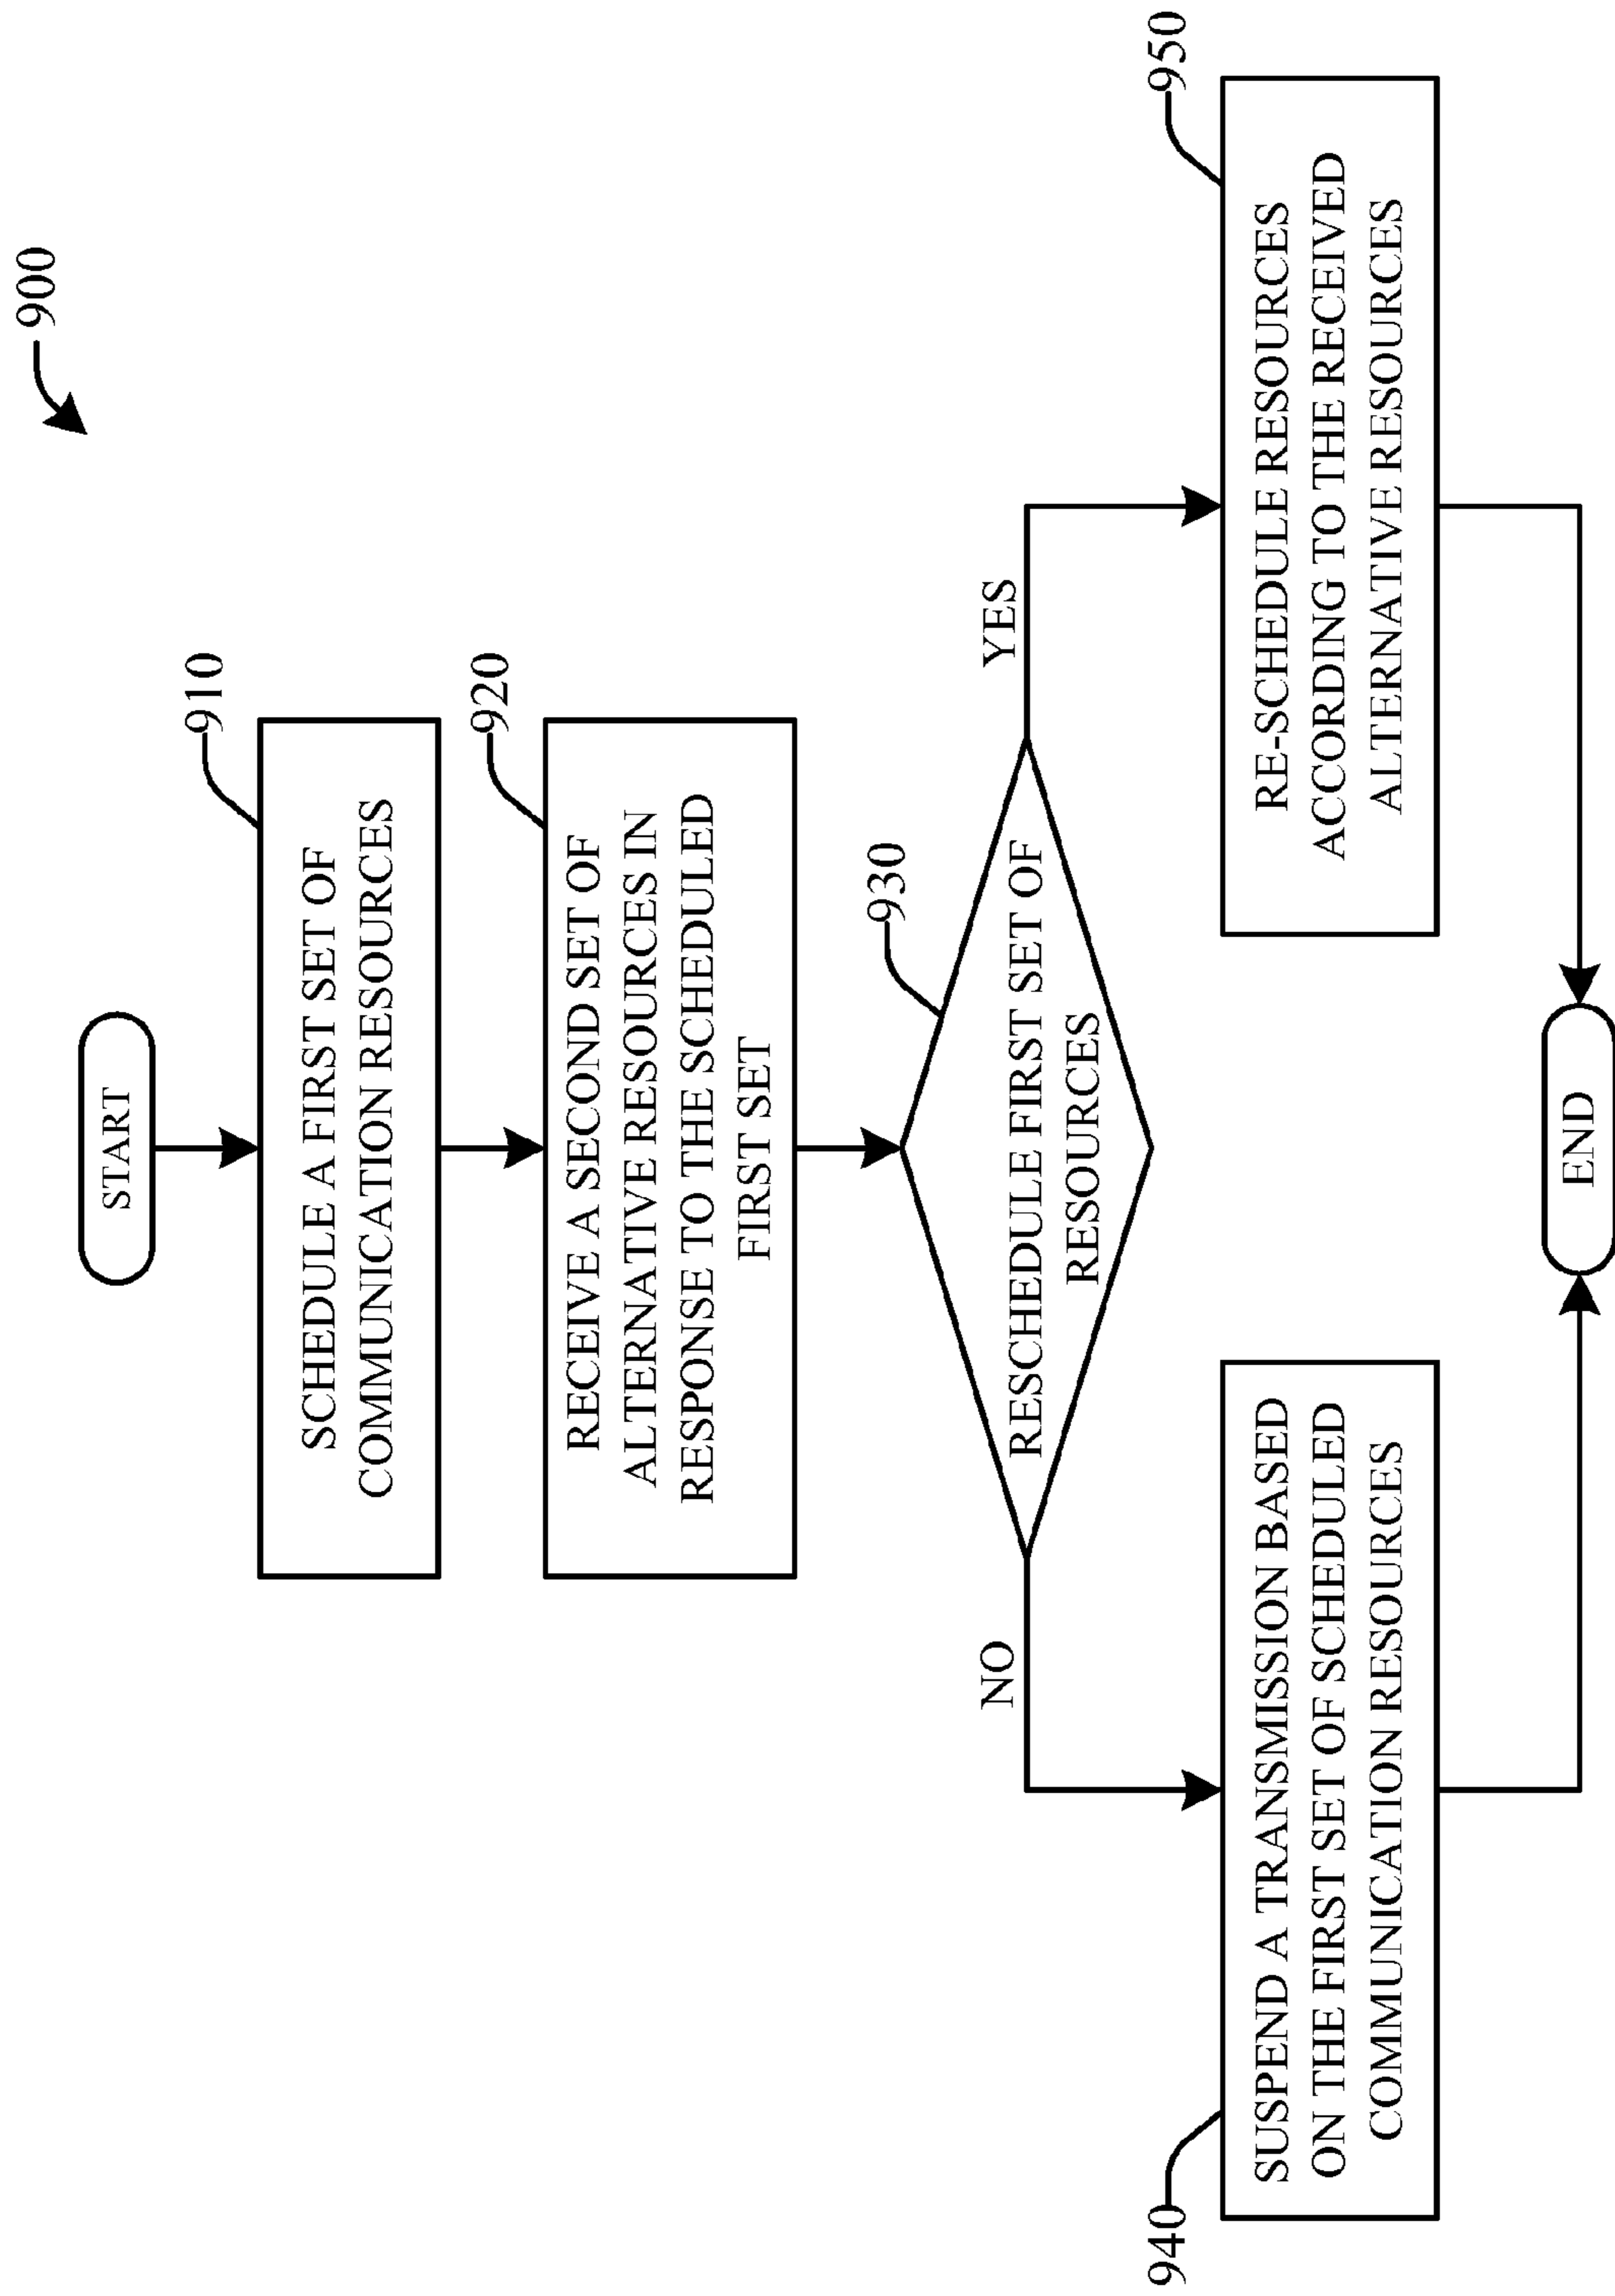 900
START
910
SCHEDULE A FIRST SET OF
COMMUNICATION RESOURCES
920
RECEIVE A SECOND SET OF
ALTERNATIVE RESOURCES IN
RESPONSE TO THE SCHEDULED
FIRST SET
930
RESCHEDULE FIRST SET OF
RESOURCES
NO
YES
940
SUSPEND A TRANSMISSION BASED
ON THE FIRST SET OF SCHEDULED
COMMUNICATION RESOURCES
950
RE-SCHEDULE RESOURCES
ACCORDING TO THE RECEIVED
ALTERNATIVE RESOURCES
END